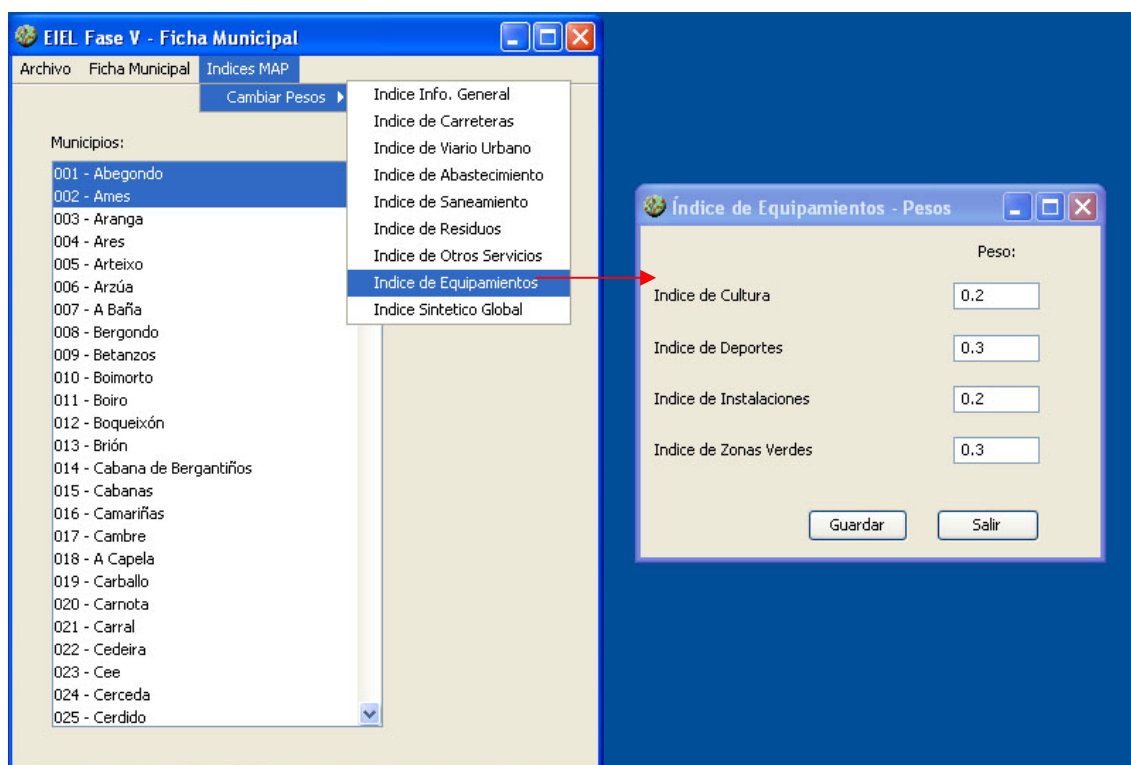 EIEL Fase V - Ficha Municipal
Archivo Ficha Municipal Indices MAP
Cambiar Pesos
Indice Info. General
Indice de Carreteras
Indice de Viario Urbano
Indice de Abastecimiento
Indice de Saneamiento
Indice de Residuos
Indice de Otros Servicios
Indice de Equipamientos
Indice Sintetico Global
Municipios:
001 - Abegondo
002 - Ames
003 - Aranga
004 - Ares
005 - Arteixo
006 - Arzúa
007 - A Baña
008 - Bergondo
009 - Betanzos
010 - Boimorto
011 - Boiro
012 - Boqueixón
013 - Brión
014 - Cabana de Bergantiños
015 - Cabanas
016 - Camariñas
017 - Cambre
018 - A Capela
019 - Carballo
020 - Carnota
021 - Carral
022 - Cedeira
023 - Cee
024 - Cerceda
025 - Cerdido
Índice de Equipamientos - Pesos
Peso:
Indice de Cultura 0.2
Indice de Deportes 0.3
Indice de Instalaciones 0.2
Indice de Zonas Verdes 0.3
Guardar Salir